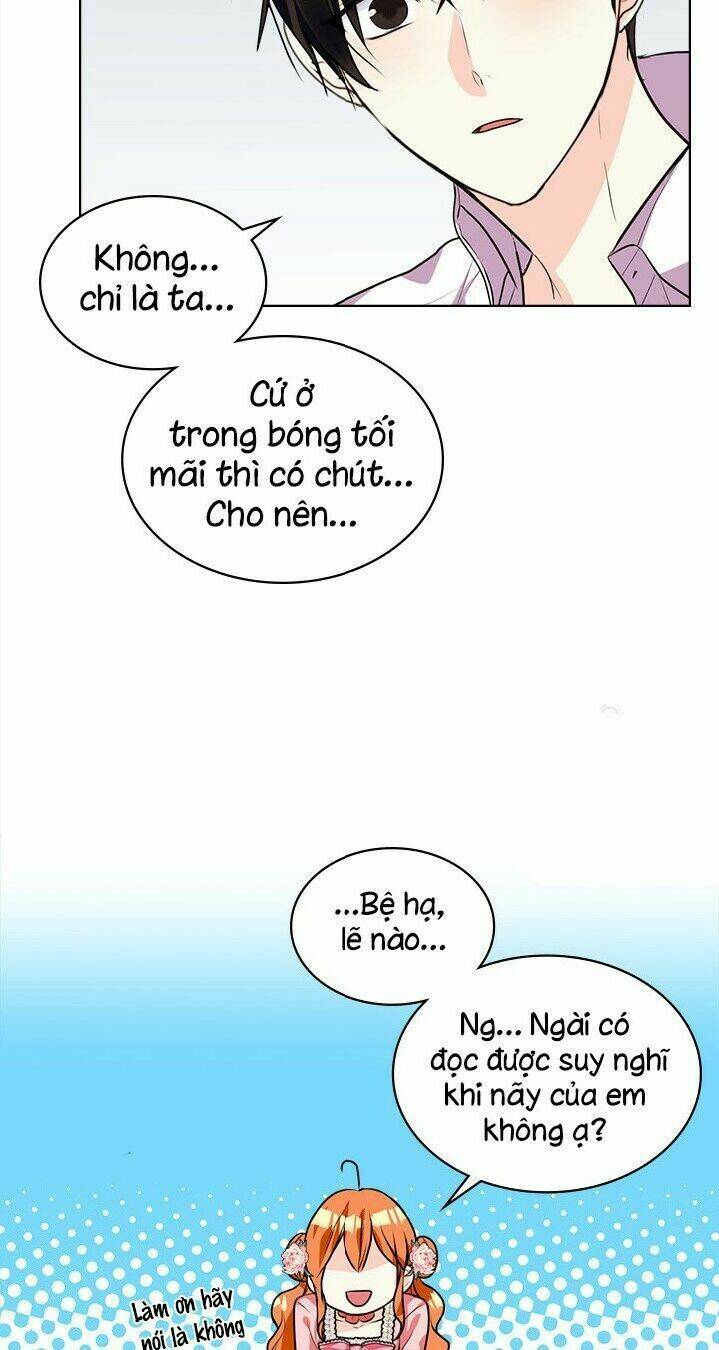 Không...
chỉ là ta...
Cứ ở
trong bóng tối
mãi thì có chút...
Cho nên...
...Bệ hạ,
lẽ nào...
Ng... Ngài có
đọc được suy nghĩ
khi nãy của em
không ạ?
Làm ơn hãy
nói là không